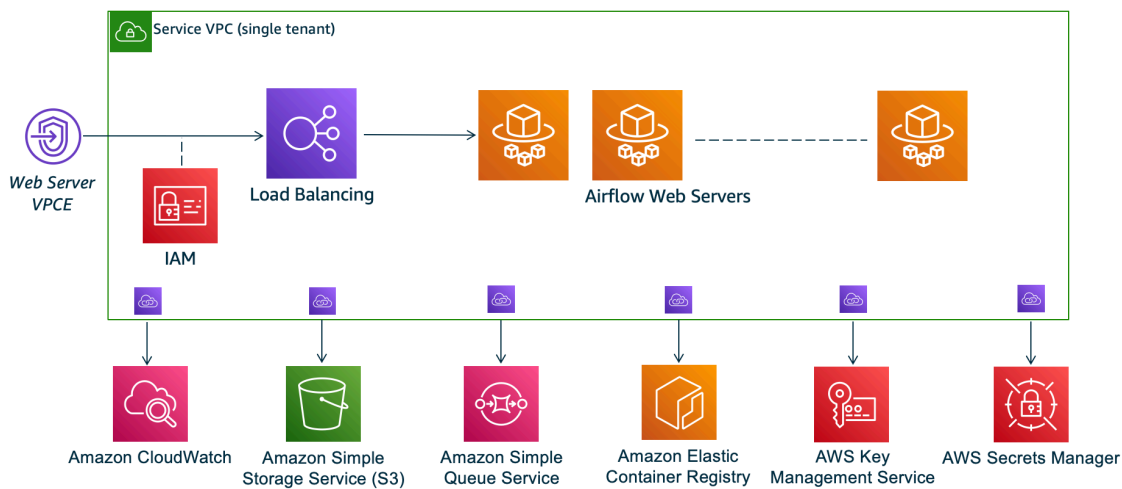 Service VPC (single tenant)
Web Server
VPCE
Load Balancing
Airflow Web Servers
IAM
Amazon CloudWatch
Amazon Simple
Storage Service (S3)
Amazon Simple
Queue Service
Amazon Elastic
Container Registry
AWS Key
Management Service
AWS Secrets Manager